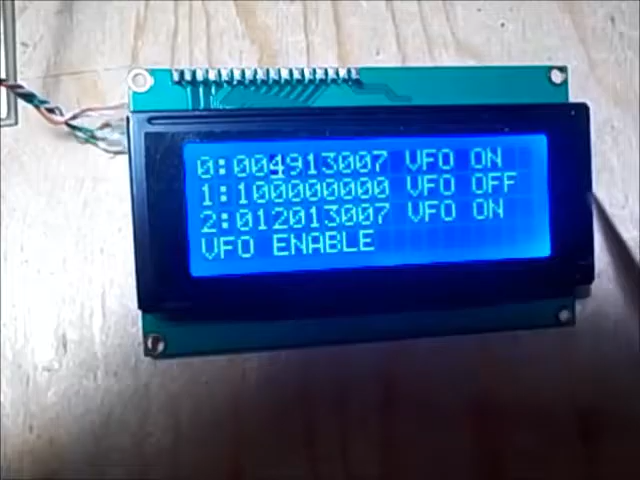 0:004913007 VFO ON
1:100000000 VFO OFF
2:012013007 VFO ON
VFO ENABLE